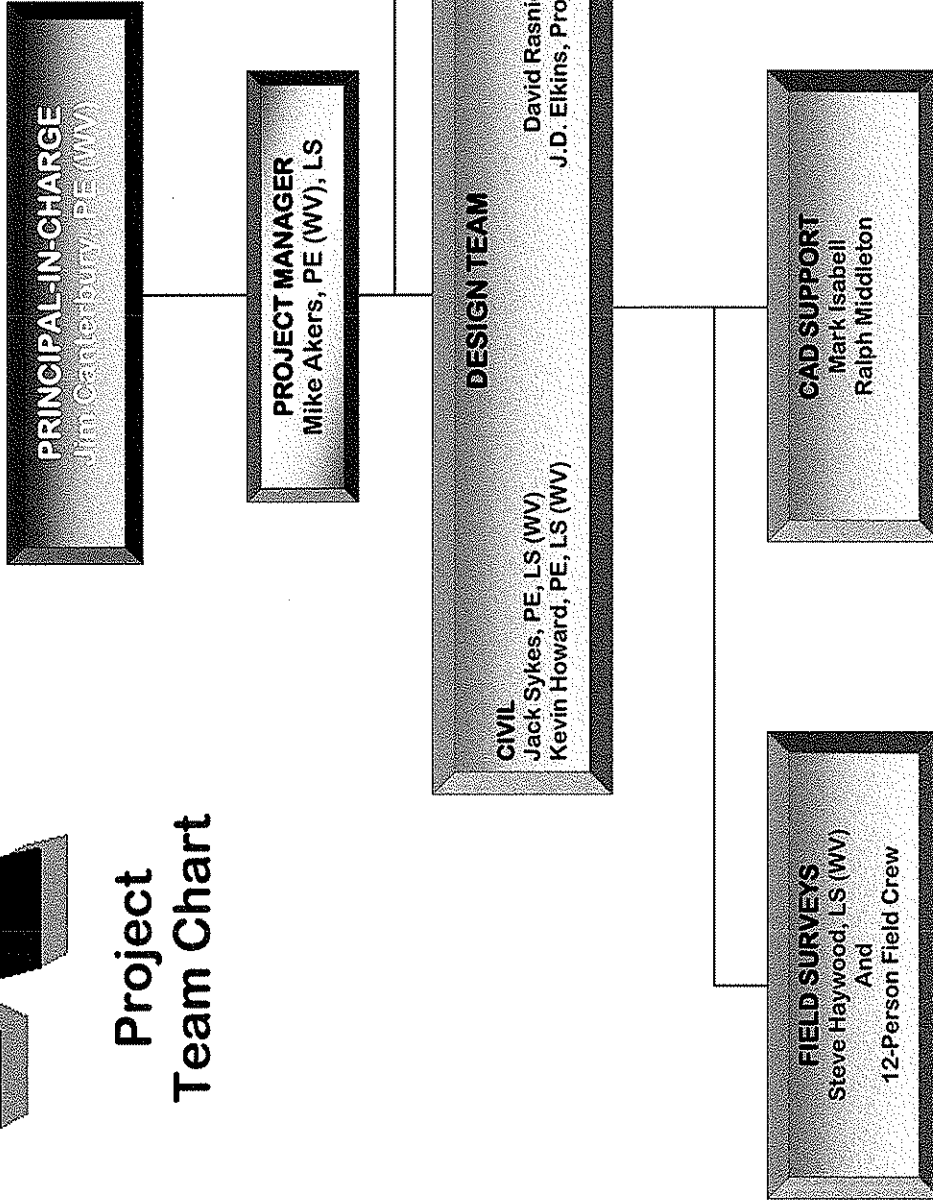 Project
Team Chart
PRINCIPAL-IN-CHARGE
Jim Canterbury, PE (WV)
PROJECT MANAGER
Mike Akers, PE (WV), LS
DESIGN TEAM
CIVIL
Jack Sykes, PE, LS (WV)
Kevin Howard, PE, LS (WV)
David
J.D. Elkins,
FIELD SURVEYS
Steve Haywood, LS (WV)
And
12-Person Field Crew
CAD SUPPORT
Mark Isabell
Ralph Middleton